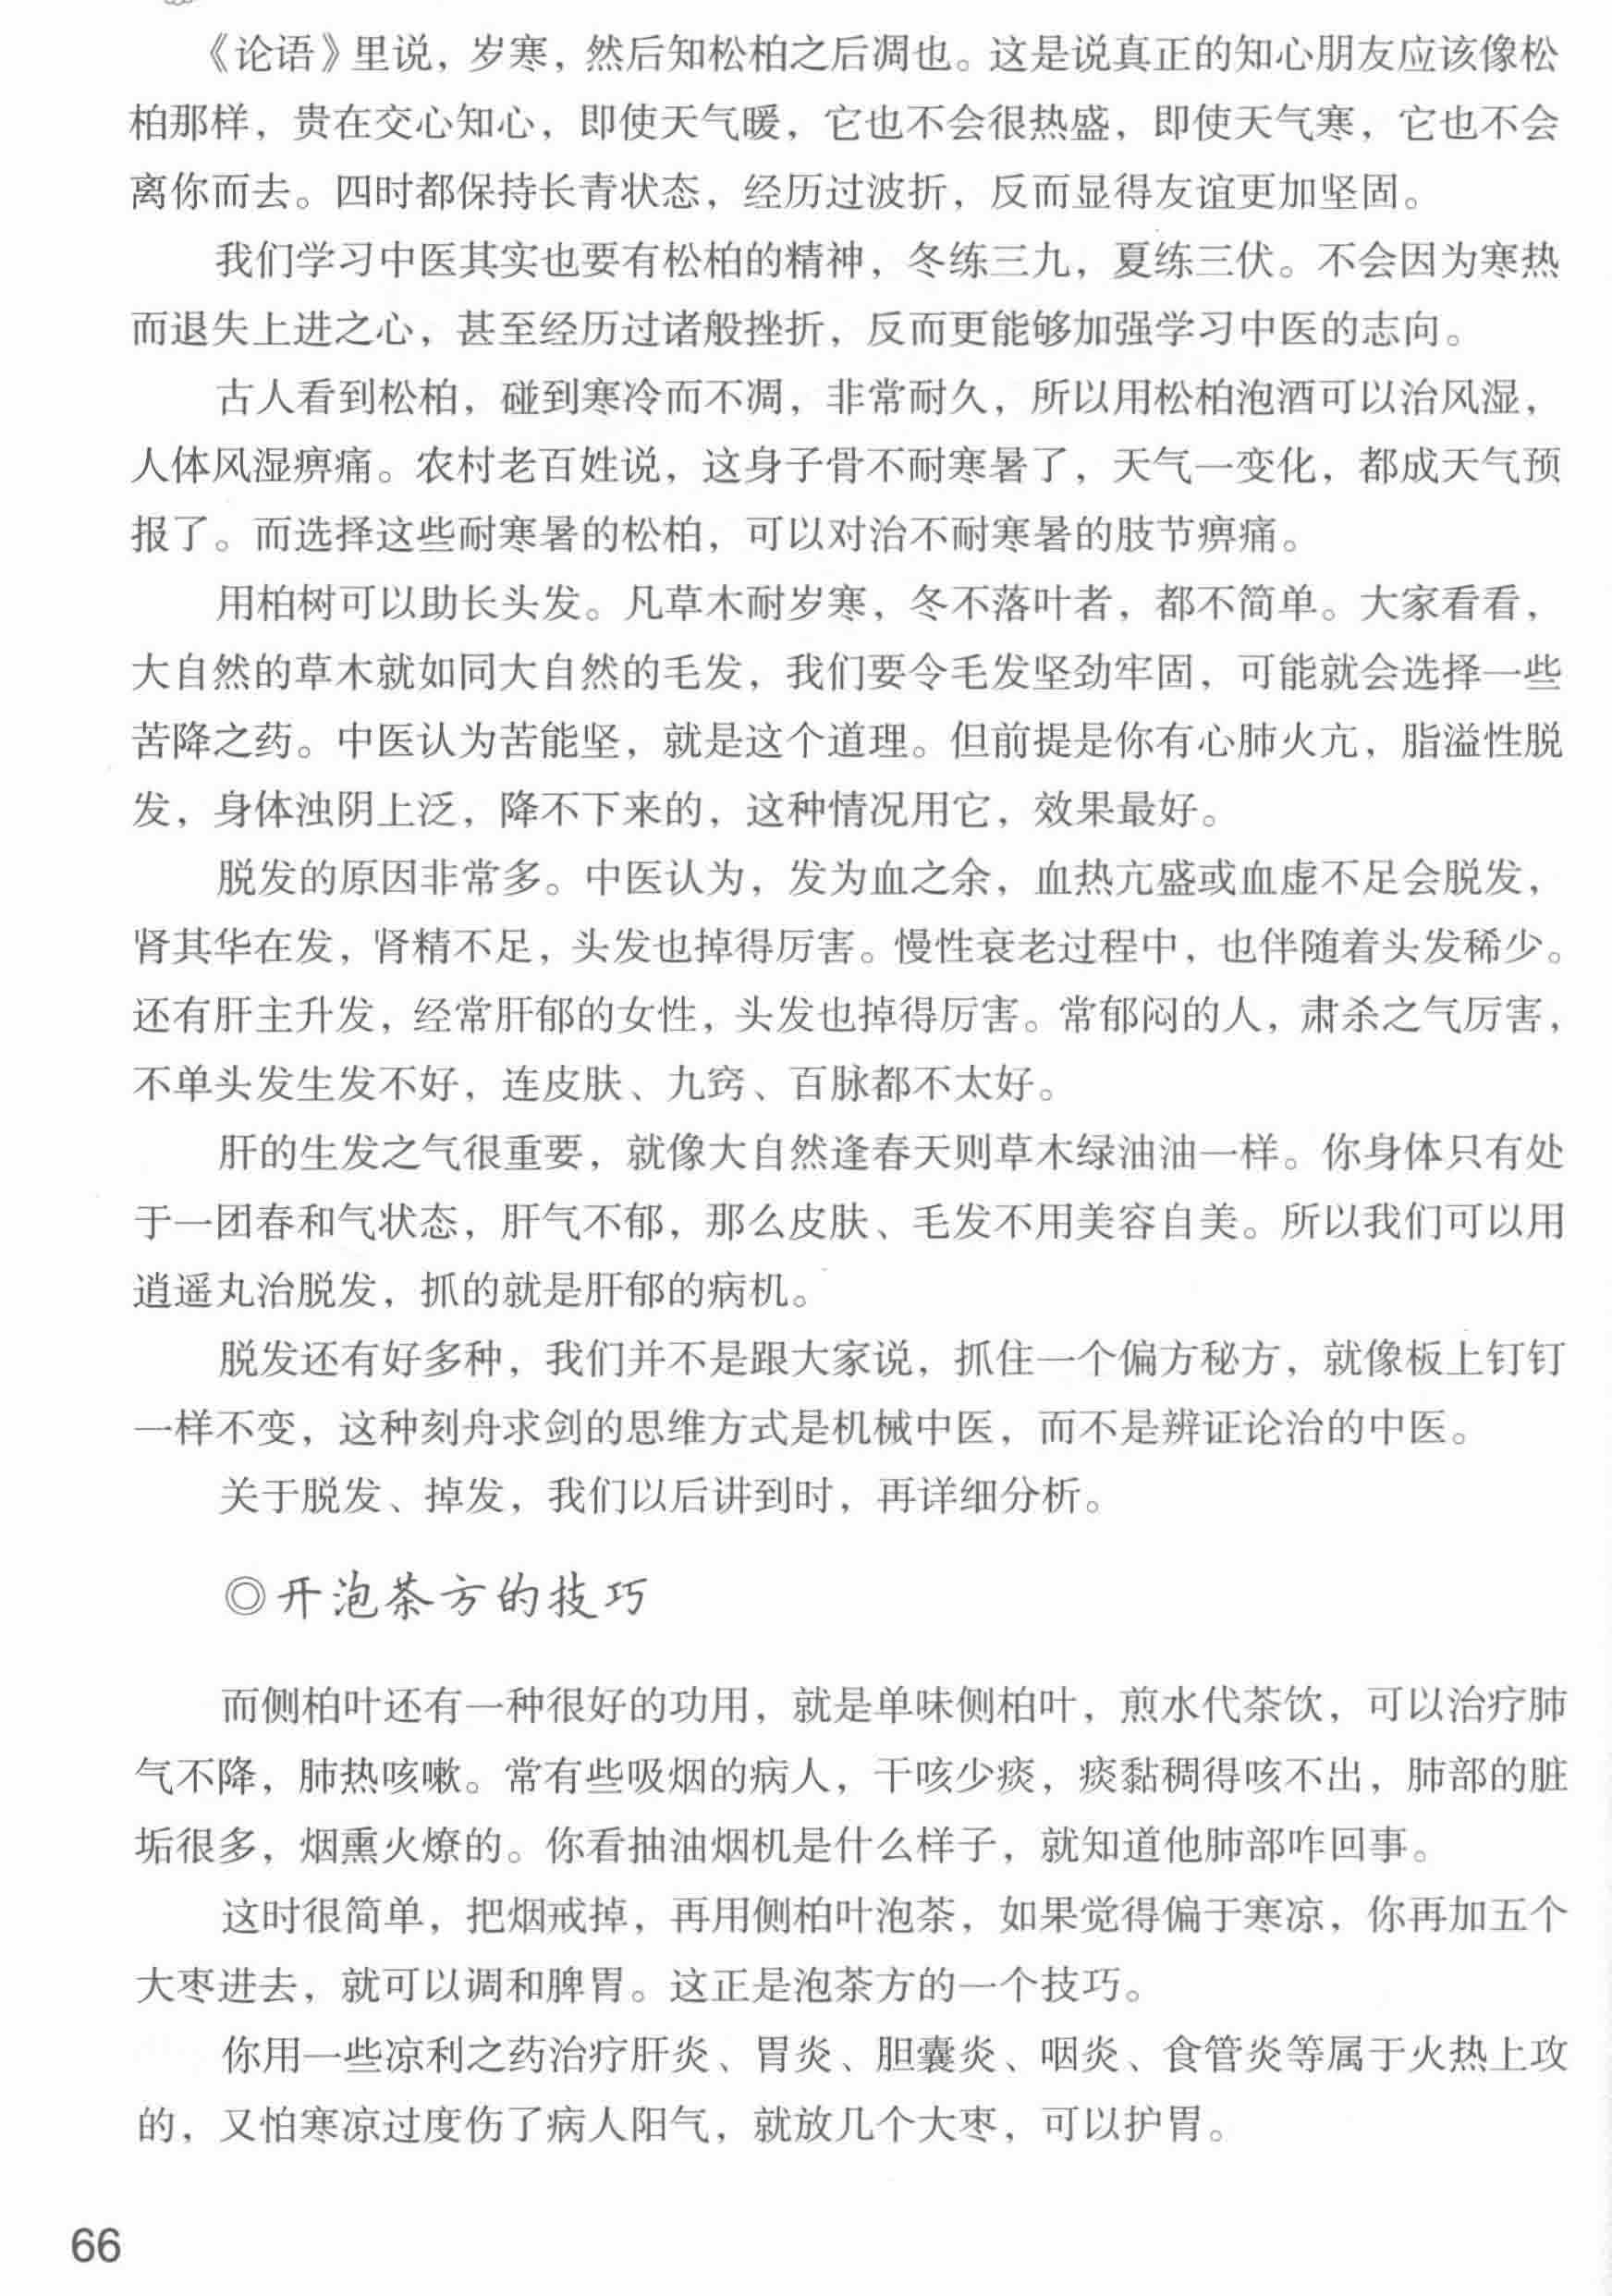 《论语》里说，岁寒，然后知松柏之后凋也。这是说真正的知心朋友应该像松
柏那样，贵在交心知心，即使天气暖，它也不会很热盛，即使天气寒，它也不会
离你而去。四时都保持长青状态，经历过波折，反而显得友谊更加坚固。
我们学习中医其实也要有松柏的精神，冬练三九，夏练三伏。不会因为寒热
而退失上进之心，甚至经历过诸般挫折，反而更能够加强学习中医的志向。
古人看到松柏，碰到寒冷而不凋，非常耐久，所以用松柏泡酒可以治风湿，
人体风湿痹痛。农村老百姓说，这身子骨不耐寒暑了，天气一变化，都成天气预
报了。而选择这些耐寒暑的松柏，可以对治不耐寒暑的肢节痹痛。
用柏树可以助长头发。凡草木耐岁寒，冬不落叶者，都不简单。大家看看，
大自然的草木就如同大自然的毛发，我们要令毛发坚劲牢固，可能就会选择一些
苦降之药。中医认为苦能坚，就是这个道理。但前提是你有心肺火亢，脂溢性脱
发，身体浊阴上泛，降不下来的，这种情况用它，效果最好。
脱发的原因非常多。中医认为，发为血之余，血热亢盛或血虚不足会脱发，
肾其华在发，肾精不足，头发也掉得厉害。慢性衰老过程中，也伴随着头发稀少。
还有肝主升发，经常肝郁的女性，头发也掉得厉害。常郁闷的人，肃杀之气厉害，
不单头发生发不好，连皮肤、九窍、百脉都不太好。
肝的生发之气很重要，就像大自然逢春天则草木绿油油一样。你身体只有处
于一团春和气状态，肝气不郁，那么皮肤、毛发不用美容自美。所以我们可以用
逍遥丸治脱发，抓的就是肝郁的病机。
脱发还有好多种，我们并不是跟大家说，抓住一个偏方秘方，就像板上钉钉
一样不变，这种刻舟求剑的思维方式是机械中医，而不是辨证论治的中医。
关于脱发、掉发，我们以后讲到时，再详细分析。
◎开泡茶方的技巧
而侧柏叶还有一种很好的功用，就是单味侧柏叶，煎水代茶饮，可以治疗肺
气不降，肺热咳嗽。常有些吸烟的病人，干咳少痰，痰黏稠得咳不出，肺部的脏
垢很多，烟熏火燎的。你看抽油烟机是什么样子，就知道他肺部咋回事。
这时很简单，把烟戒掉，再用侧柏叶泡茶，如果觉得偏于寒凉，你再加五个
大枣进去，就可以调和脾胃。这正是泡茶方的一个技巧。
你用一些凉利之药治疗肝炎、胃炎、胆囊炎、咽炎、食管炎等属于火热上攻
的，又怕寒凉过度伤了病人阳气，就放几个大枣，可以护胃。
66